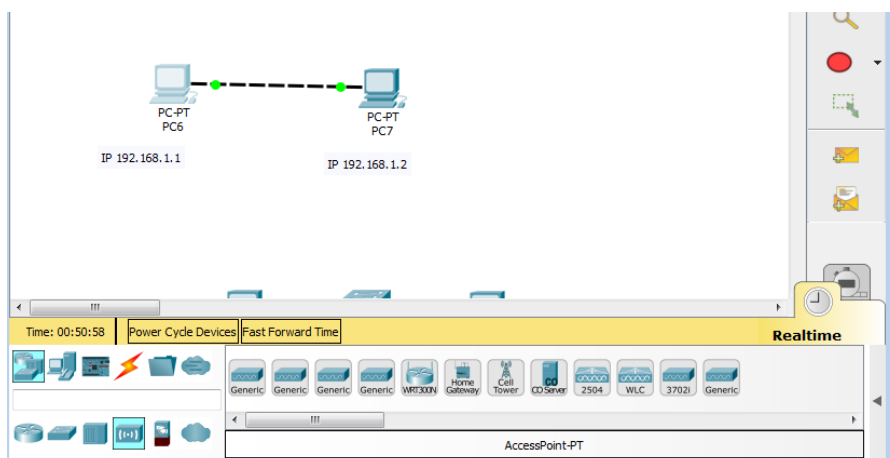 PC-PT
PC6
PC-PT
PC7
IP 192.168.1.1
IP 192.168.1.2
Time: 00:50:58
Power Cycle Devices
Fast Forward Time
Realtime
Generic
Generic
Generic
Generic
WRT300N
Home
Gateway
Cell
Tower
CO
CO Server
2504
WLC
3702i
Generic
AccessPoint-PT